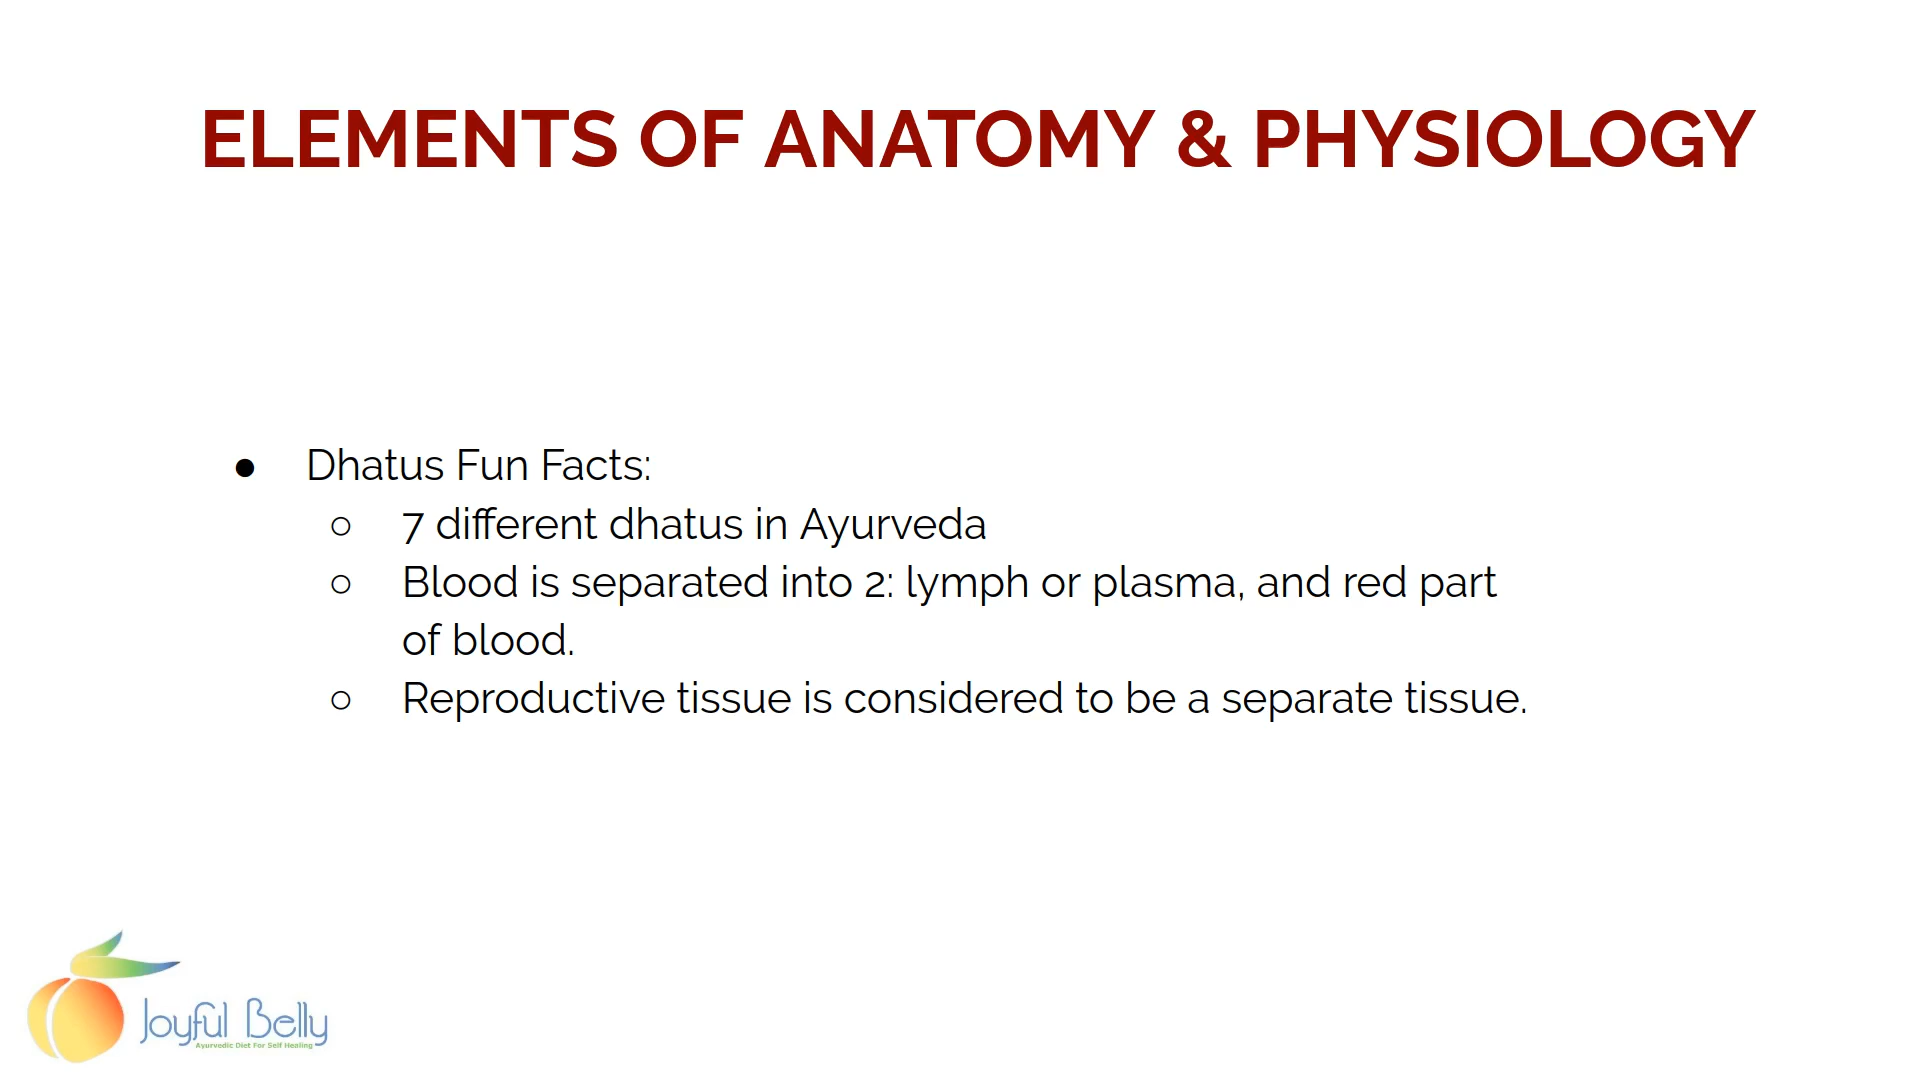 ELEMENTS OF ANATOMY & PHYSIOLOGY
● Dhatus Fun Facts:
○ 7 different dhatus in Ayurveda
○ Blood is separated into 2: lymph or plasma, and red part
of blood.
○ Reproductive tissue is considered to be a separate tissue.
Joyful Belly
Ayurvedic Diet For Self Healing